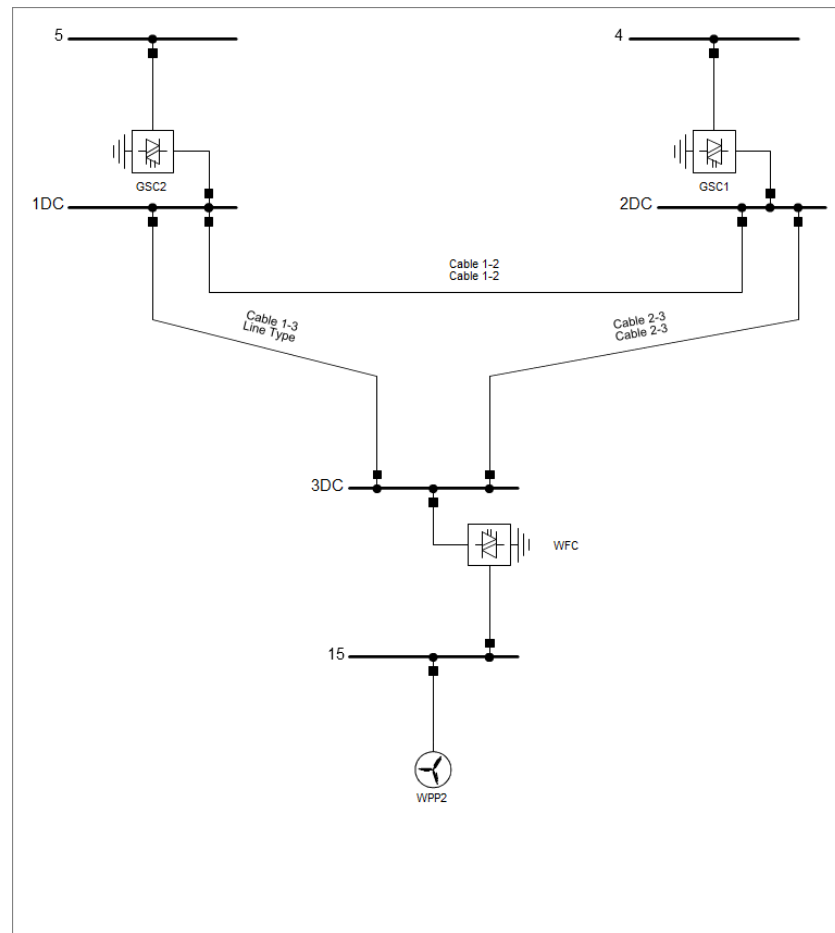 5
4
GSC2
GSC1
1DC
2DC
Cable 1-2
Cable 1-2
Cable 1-3
Line Type
Cable 2-3
Cable 2-3
3DC
WFC
15
WPP2